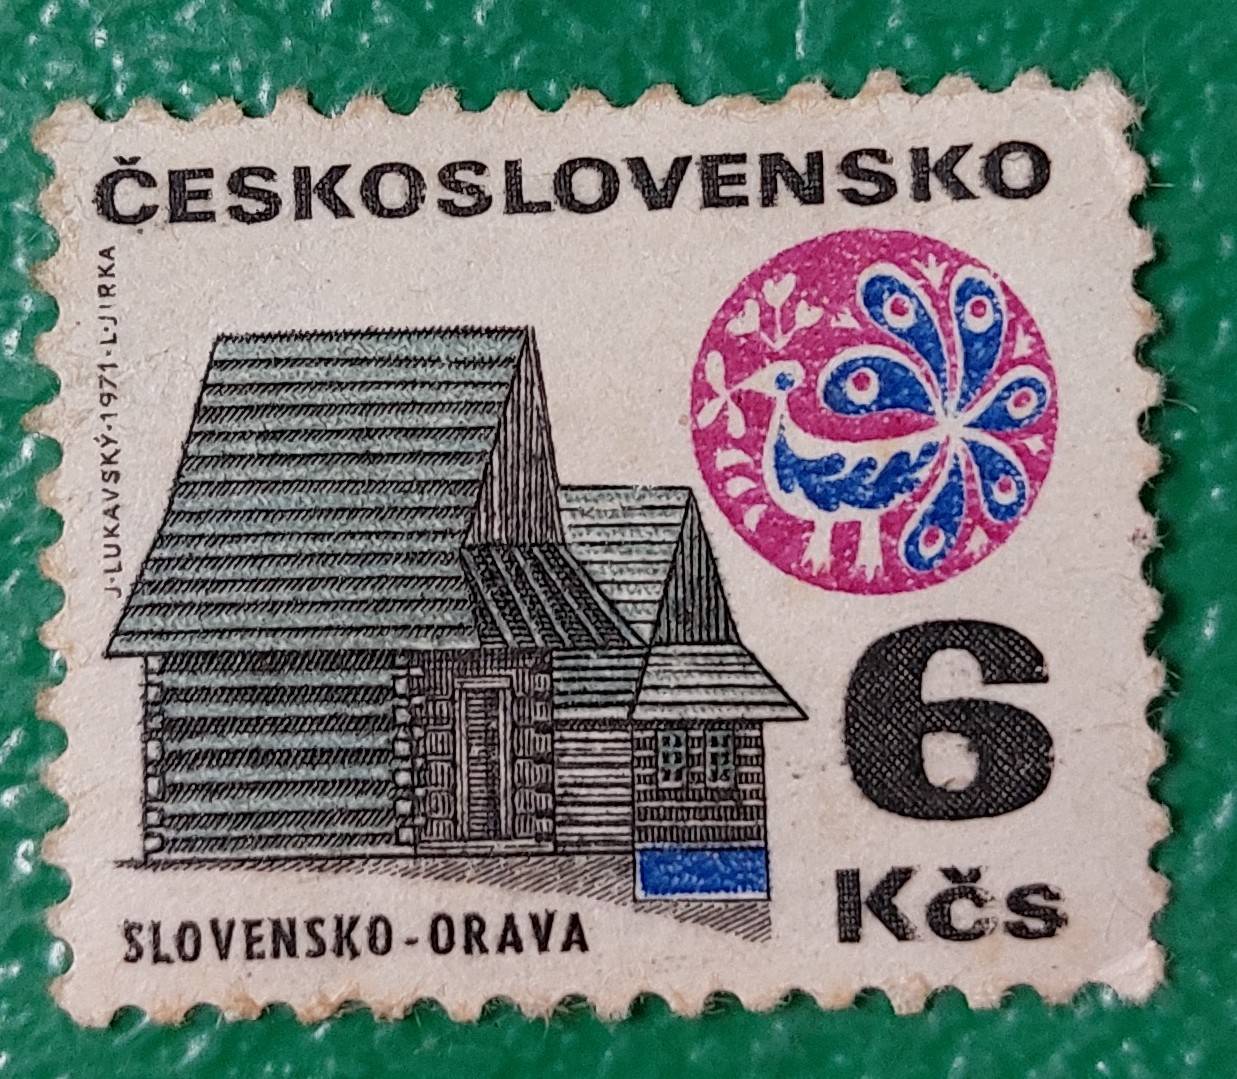 ČESKOSLOVENSKO
J·LUKAVSKÝ·1971·L·JIRKA
6
Kčs
SLOVENSKO-ORAVA